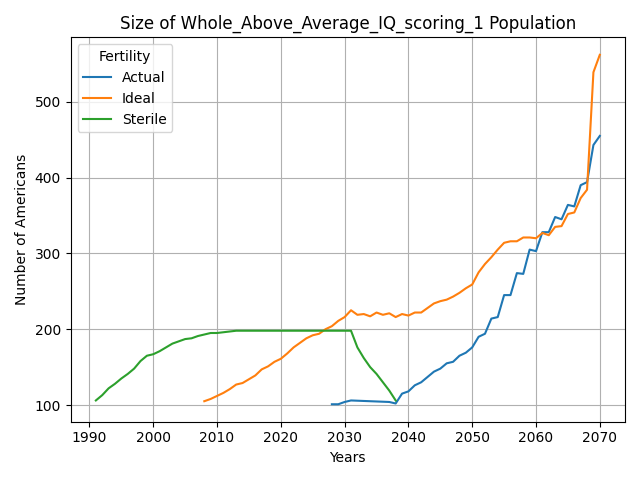 Size of Whole_Above_Average_IQ_scoring_1 Population
Fertility
Actual
Ideal
Sterile
Number of Americans
500
400
300
200
100
1990
2000
2010
2020
2030
2040
2050
2060
2070
Years